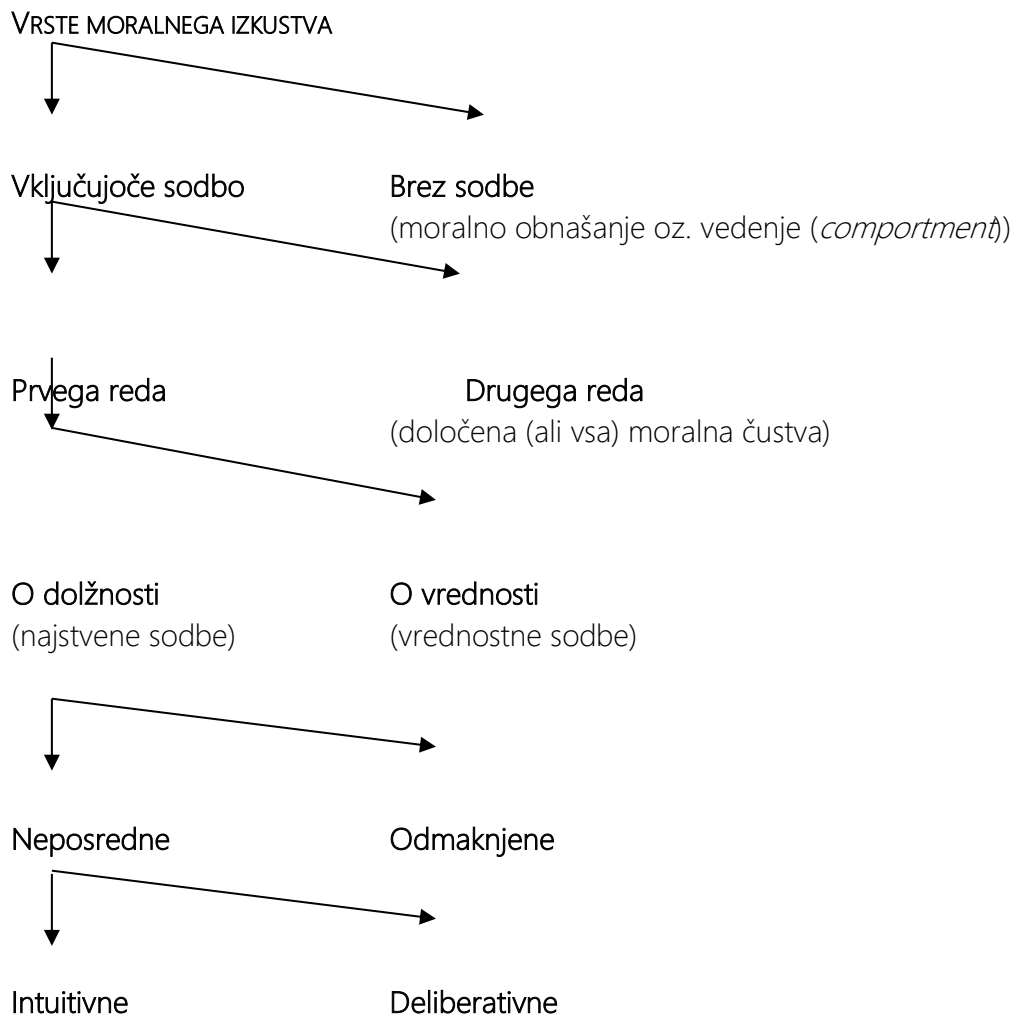 VRSTE MORALNEGA IZKUSTVA
Vključujoče sodbo Brez sodbe
(moralno obnašanje oz. vedenje (comportment))
Prvega reda Drugega reda
(določena (ali vsa) moralna čustva)
O dolžnosti O vrednosti
(najstvene sodbe) (vrednostne sodbe)
Neposredne Odmaknjene
Intuitivne Deliberativne